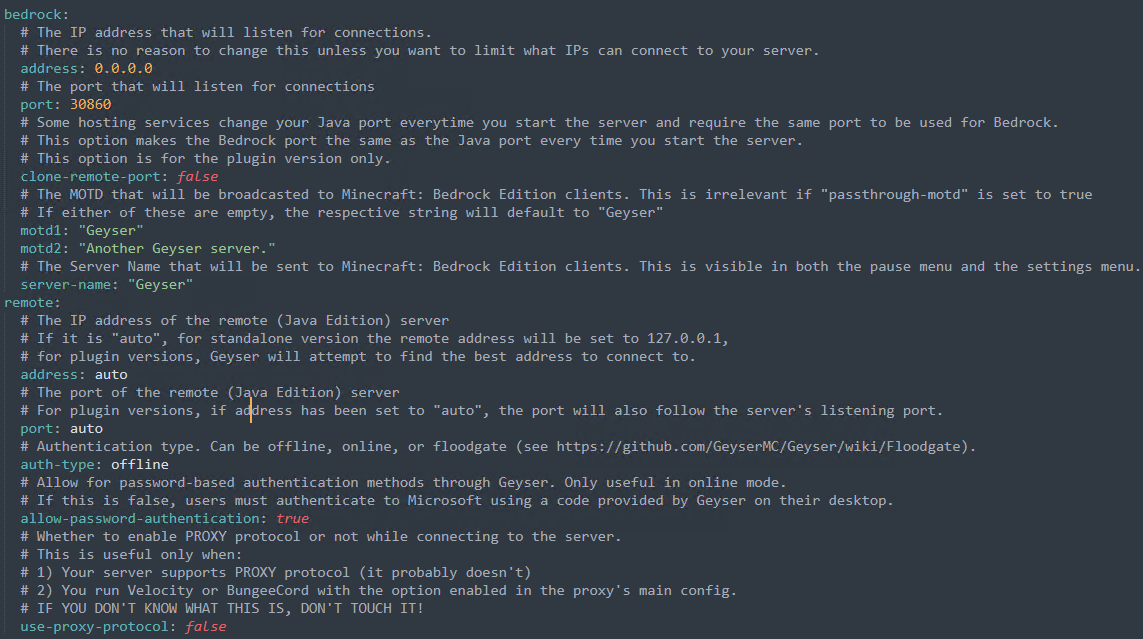 bedrock:
# The IP address that will listen for connections.
# There is no reason to change this unless you want to limit what IPs can connect to your server.
address: 0.0.0.0
# The port that will listen for connections
port: 30860
# Some hosting services change your Java port everytime you start the server and require the same port to be used for Bedrock.
# This option makes the Bedrock port the same as the Java port every time you start the server.
# This option is for the plugin version only.
clone-remote-port: false
# The MOTD that will be broadcasted to Minecraft: Bedrock Edition clients. This is irrelevant if "passthrough-motd" is set to true
# If either of these are empty, the respective string will default to "Geyser"
motd1: "Geyser"
motd2: "Another Geyser server."
# The Server Name that will be sent to Minecraft: Bedrock Edition clients. This is visible in both the pause menu and the settings menu.
server-name: "Geyser"
remote:
# The IP address of the remote (Java Edition) server
# If it is "auto", for standalone version the remote address will be set to 127.0.0.1,
# for plugin versions, Geyser will attempt to find the best address to connect to.
address: auto
# The port of the remote (Java Edition) server
# For plugin versions, if address has been set to "auto", the port will also follow the server's listening port.
port: auto
# Authentication type. Can be offline, online, or floodgate (see https://github.com/GeyserMC/Geyser/wiki/Floodgate).
auth-type: offline
# Allow for password-based authentication methods through Geyser. Only useful in online mode.
# If this is false, users must authenticate to Microsoft using a code provided by Geyser on their desktop.
allow-password-authentication: true
# Whether to enable PROXY protocol or not while connecting to the server.
# This is useful only when:
# 1) Your server supports PROXY protocol (it probably doesn't)
# 2) You run Velocity or BungeeCord with the option enabled in the proxy's main config.
# IF YOU DON'T KNOW WHAT THIS IS, DON'T TOUCH IT!
use-proxy-protocol: false